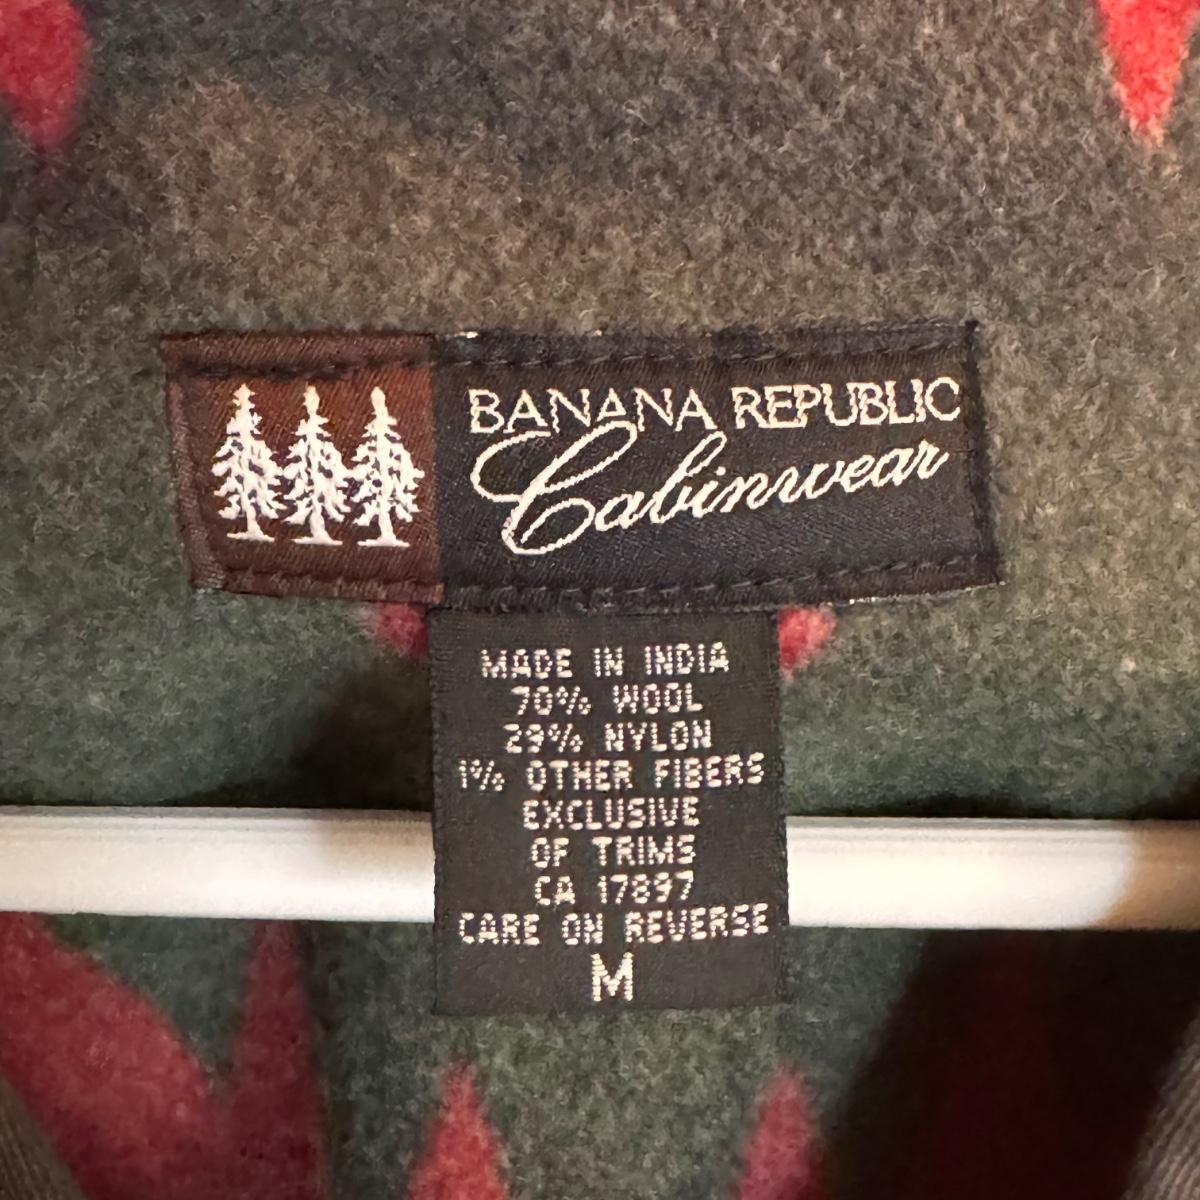 BANANA REPUBLIC
Cabinwear
MADE IN INDIA
70% WOOL
29% NYLON
1% OTHER FIBERS
EXCLUSIVE
OF TRIMS
CA 17897
CARE ON REVERSE
M